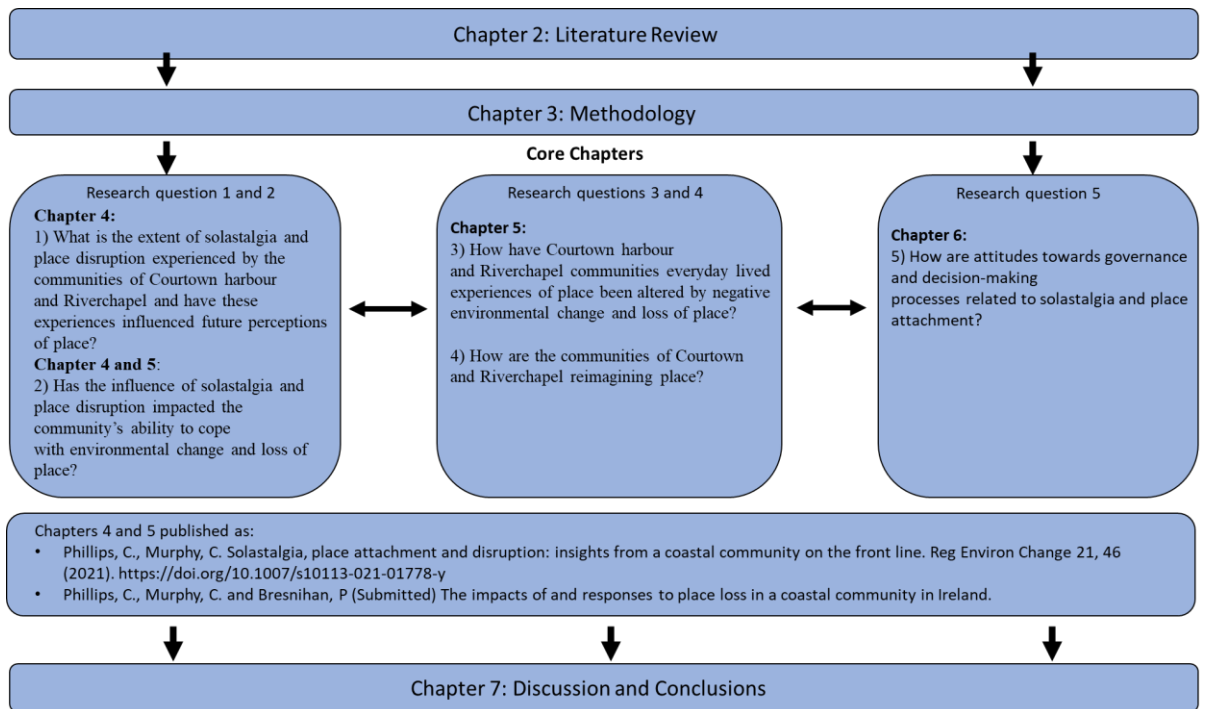 Chapter 2: Literature Review
Chapter 3: Methodology
Core Chapters
Research question 1 and 2
Chapter 4:
1) What is the extent of solastalgia and
place disruption experienced by the
communities of Courtown harbour
and Riverchapel and have these
experiences influenced future perceptions
of place?
Chapter 4 and 5:
2) Has the influence of solastalgia and
place disruption impacted the
community’s ability to cope
with environmental change and loss of
place?
Research questions 3 and 4
Chapter 5:
3) How have Courtown harbour
and Riverchapel communities everyday lived
experiences of place been altered by negative
environmental change and loss of place?
4) How are the communities of Courtown
and Riverchapel reimagining place?
Research question 5
Chapter 6:
5) How are attitudes towards governance
and decision-making
processes related to solastalgia and place
attachment?
Chapters 4 and 5 published as:
• Phillips, C., Murphy, C. Solastalgia, place attachment and disruption: insights from a coastal community on the front line. Reg Environ Change 21, 46
(2021). https://doi.org/10.1007/s10113-021-01778-y
• Phillips, C., Murphy, C. and Bresnihan, P (Submitted) The impacts of and responses to place loss in a coastal community in Ireland.
Chapter 7: Discussion and Conclusions